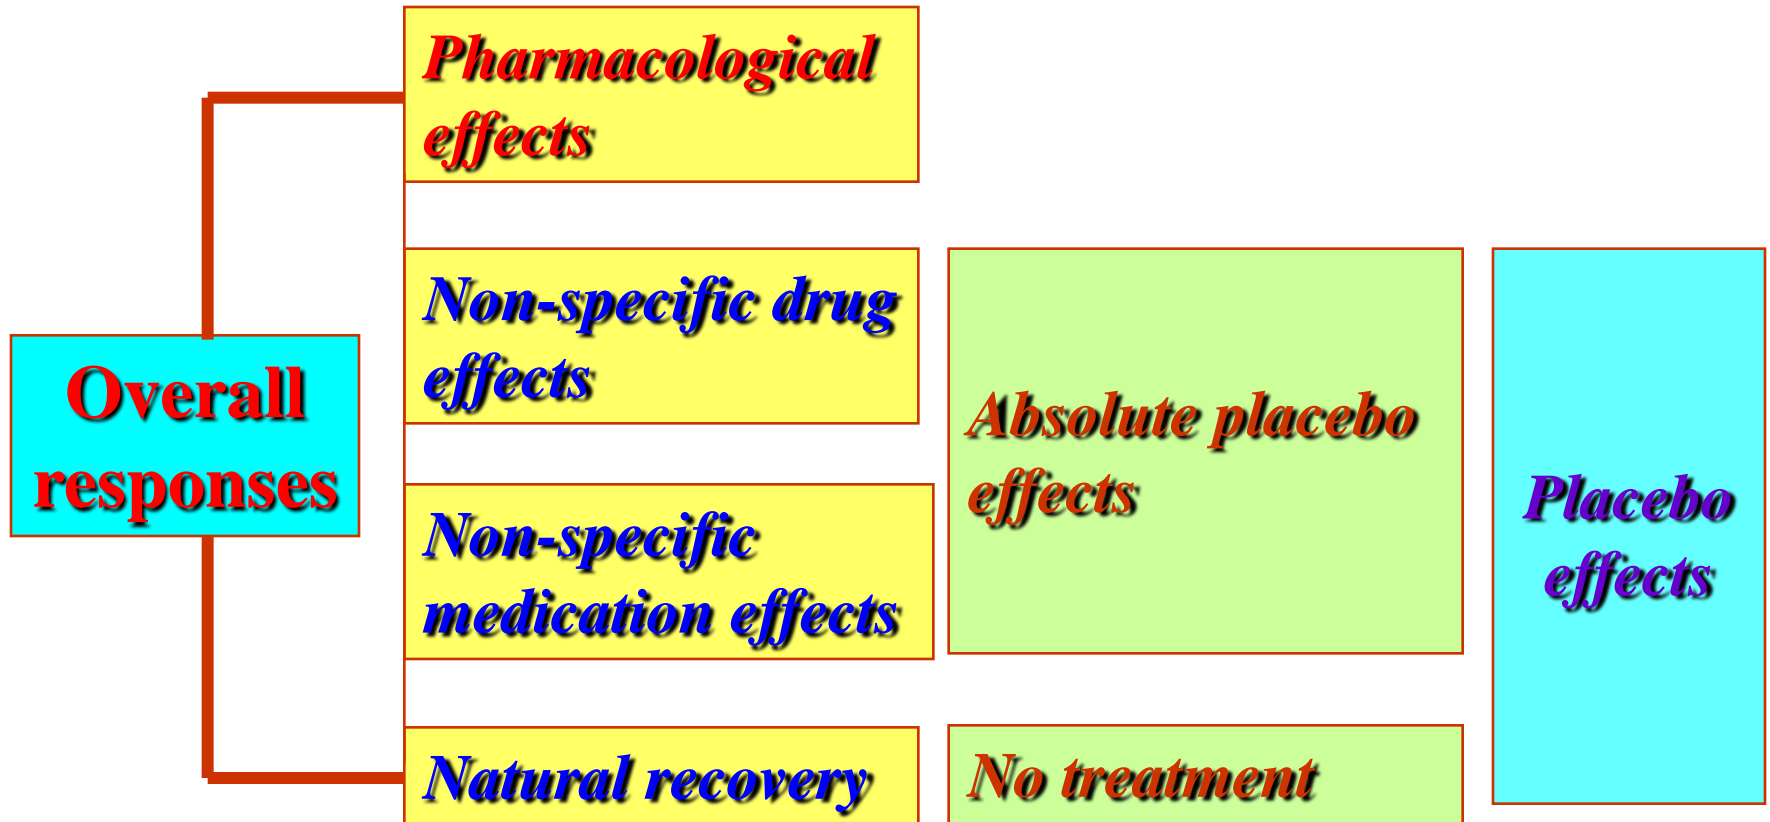 Pharmacological
effects
Non-specific drug
effects
Overall
responses
Absolute placebo
effects
Placebo
effects
Non-specific
medication effects
Natural recovery
No treatment